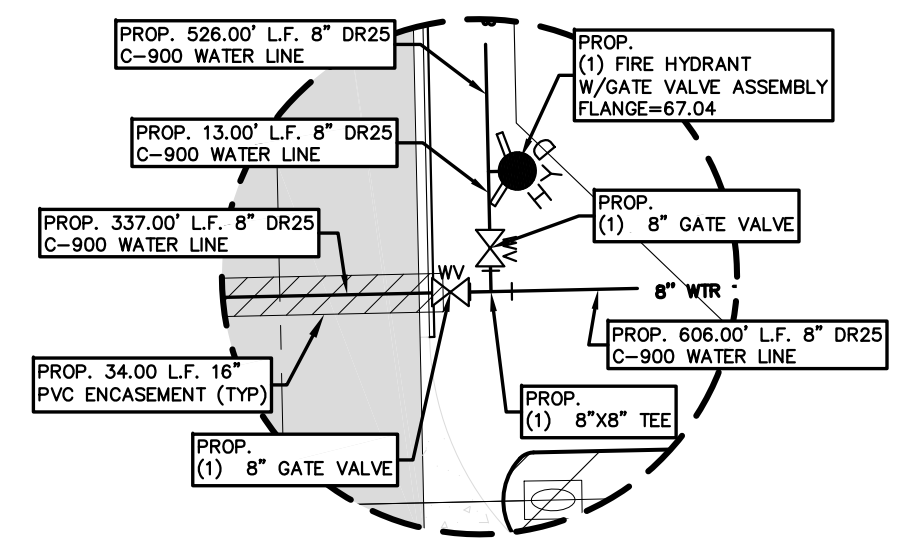 PROP. 526.00' L.F. 8" DR25
C-900 WATER LINE
PROP.
(1) FIRE HYDRANT
W/GATE VALVE ASSEMBLY
FLANGE=67.04
PROP. 13.00' L.F. 8" DR25
C-900 WATER LINE
HYD
PROP.
(1) 8" GATE VALVE
PROP. 337.00' L.F. 8" DR25
C-900 WATER LINE
WV
WV
8" WTR
PROP. 606.00' L.F. 8" DR25
C-900 WATER LINE
PROP. 34.00 L.F. 16"
PVC ENCASEMENT (TYP)
PROP.
(1) 8"X8" TEE
PROP.
(1) 8" GATE VALVE